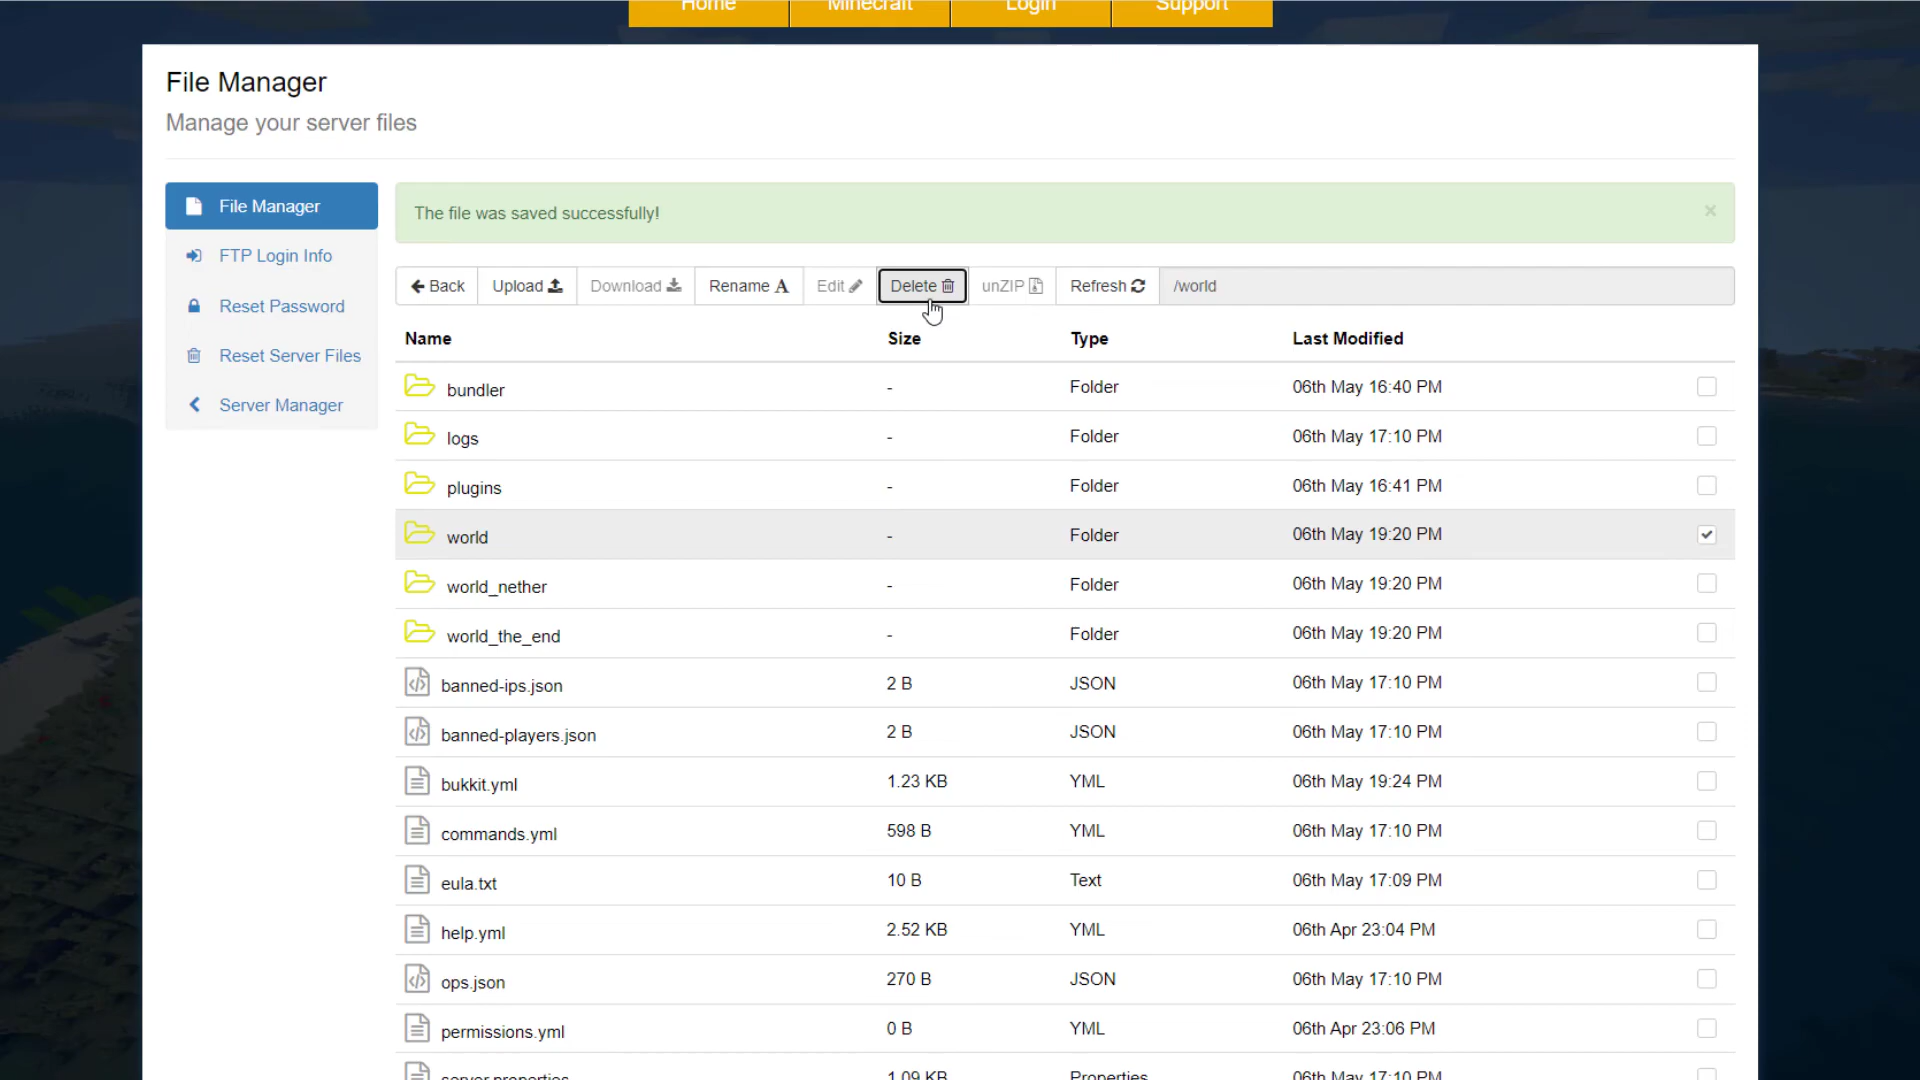 Home Minecraft Login Support
File Manager
Manage your server files
File Manager
FTP Login Info
Reset Password
Reset Server Files
Server Manager
The file was saved successfully! ×
Back Upload Download Rename A Edit Delete unZIP Refresh /world
Name Size Type Last Modified
bundler - Folder 06th May 16:40 PM
logs - Folder 06th May 17:10 PM
plugins - Folder 06th May 16:41 PM
world - Folder 06th May 19:20 PM
world_nether - Folder 06th May 19:20 PM
world_the_end - Folder 06th May 19:20 PM
banned-ips.json 2 B JSON 06th May 17:10 PM
banned-players.json 2 B JSON 06th May 17:10 PM
bukkit.yml 1.23 KB YML 06th May 19:24 PM
commands.yml 598 B YML 06th May 17:10 PM
eula.txt 10 B Text 06th May 17:09 PM
help.yml 2.52 KB YML 06th Apr 23:04 PM
ops.json 270 B JSON 06th May 17:10 PM
permissions.yml 0 B YML 06th Apr 23:06 PM
server.properties 1.09 KB Properties 06th May 17:10 PM